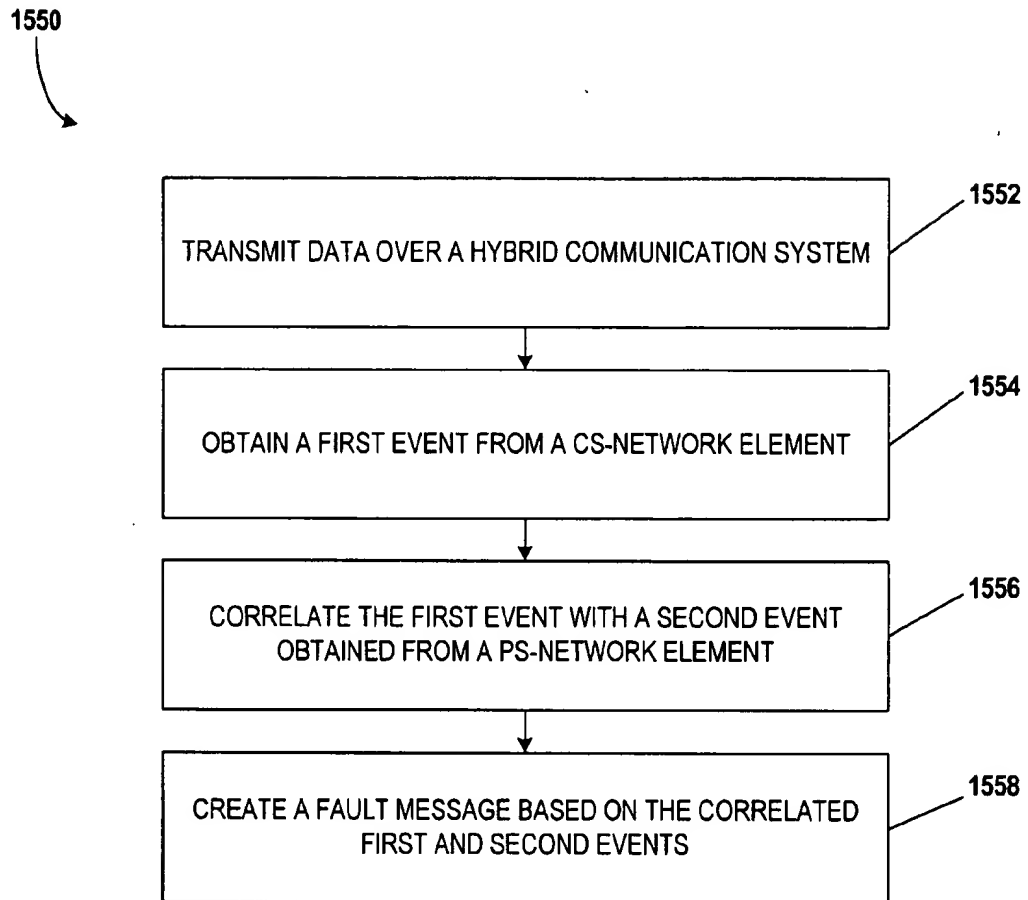 1550
1552
TRANSMIT DATA OVER A HYBRID COMMUNICATION SYSTEM
1554
OBTAIN A FIRST EVENT FROM A CS-NETWORK ELEMENT
1556
CORRELATE THE FIRST EVENT WITH A SECOND EVENT
OBTAINED FROM A PS-NETWORK ELEMENT
1558
CREATE A FAULT MESSAGE BASED ON THE CORRELATED
FIRST AND SECOND EVENTS